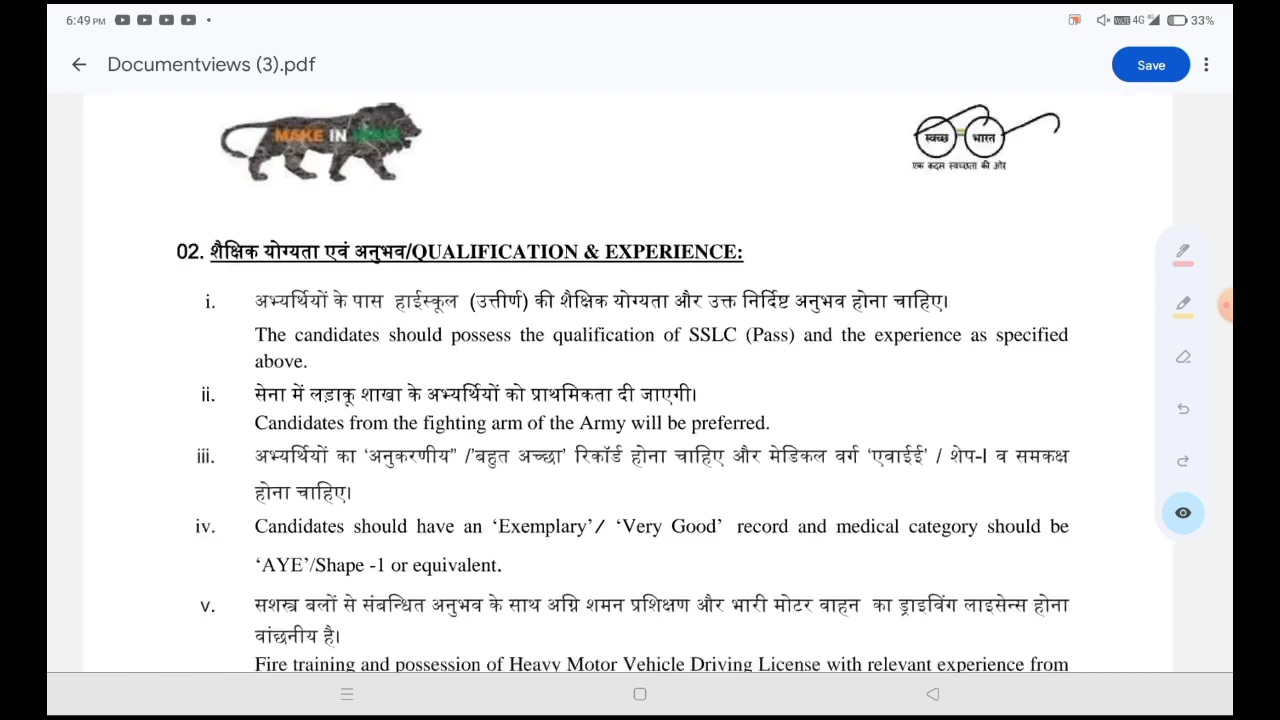 6:49 PM
VoLTE 4G 4G 33%
Documentviews (3).pdf
Save
MAKE IN INDIA
स्वच्छ भारत
एक कदम स्वच्छता की ओर
02. शैक्षिक योग्यता एवं अनुभव/QUALIFICATION & EXPERIENCE:
i. अभ्यर्थियों के पास हाईस्कूल (उत्तीर्ण) की शैक्षिक योग्यता और उक्त निर्दिष्ट अनुभव होना चाहिए।
The candidates should possess the qualification of SSLC (Pass) and the experience as specified
above.
ii. सेना में लड़ाकू शाखा के अभ्यर्थियों को प्राथमिकता दी जाएगी।
Candidates from the fighting arm of the Army will be preferred.
iii. अभ्यर्थियों का ‘अनुकरणीय” /’बहुत अच्छा’ रिकॉर्ड होना चाहिए और मेडिकल वर्ग ‘एवाईई’ / शेप-I व समकक्ष
होना चाहिए।
iv. Candidates should have an ‘Exemplary’/ ‘Very Good’ record and medical category should be
‘AYE’/Shape -1 or equivalent.
v. सशस्त्र बलों से संबन्धित अनुभव के साथ अग्नि शमन प्रशिक्षण और भारी मोटर वाहन का ड्राइविंग लाइसेन्स होना
वांछनीय है।
Fire training and possession of Heavy Motor Vehicle Driving License with relevant experience from